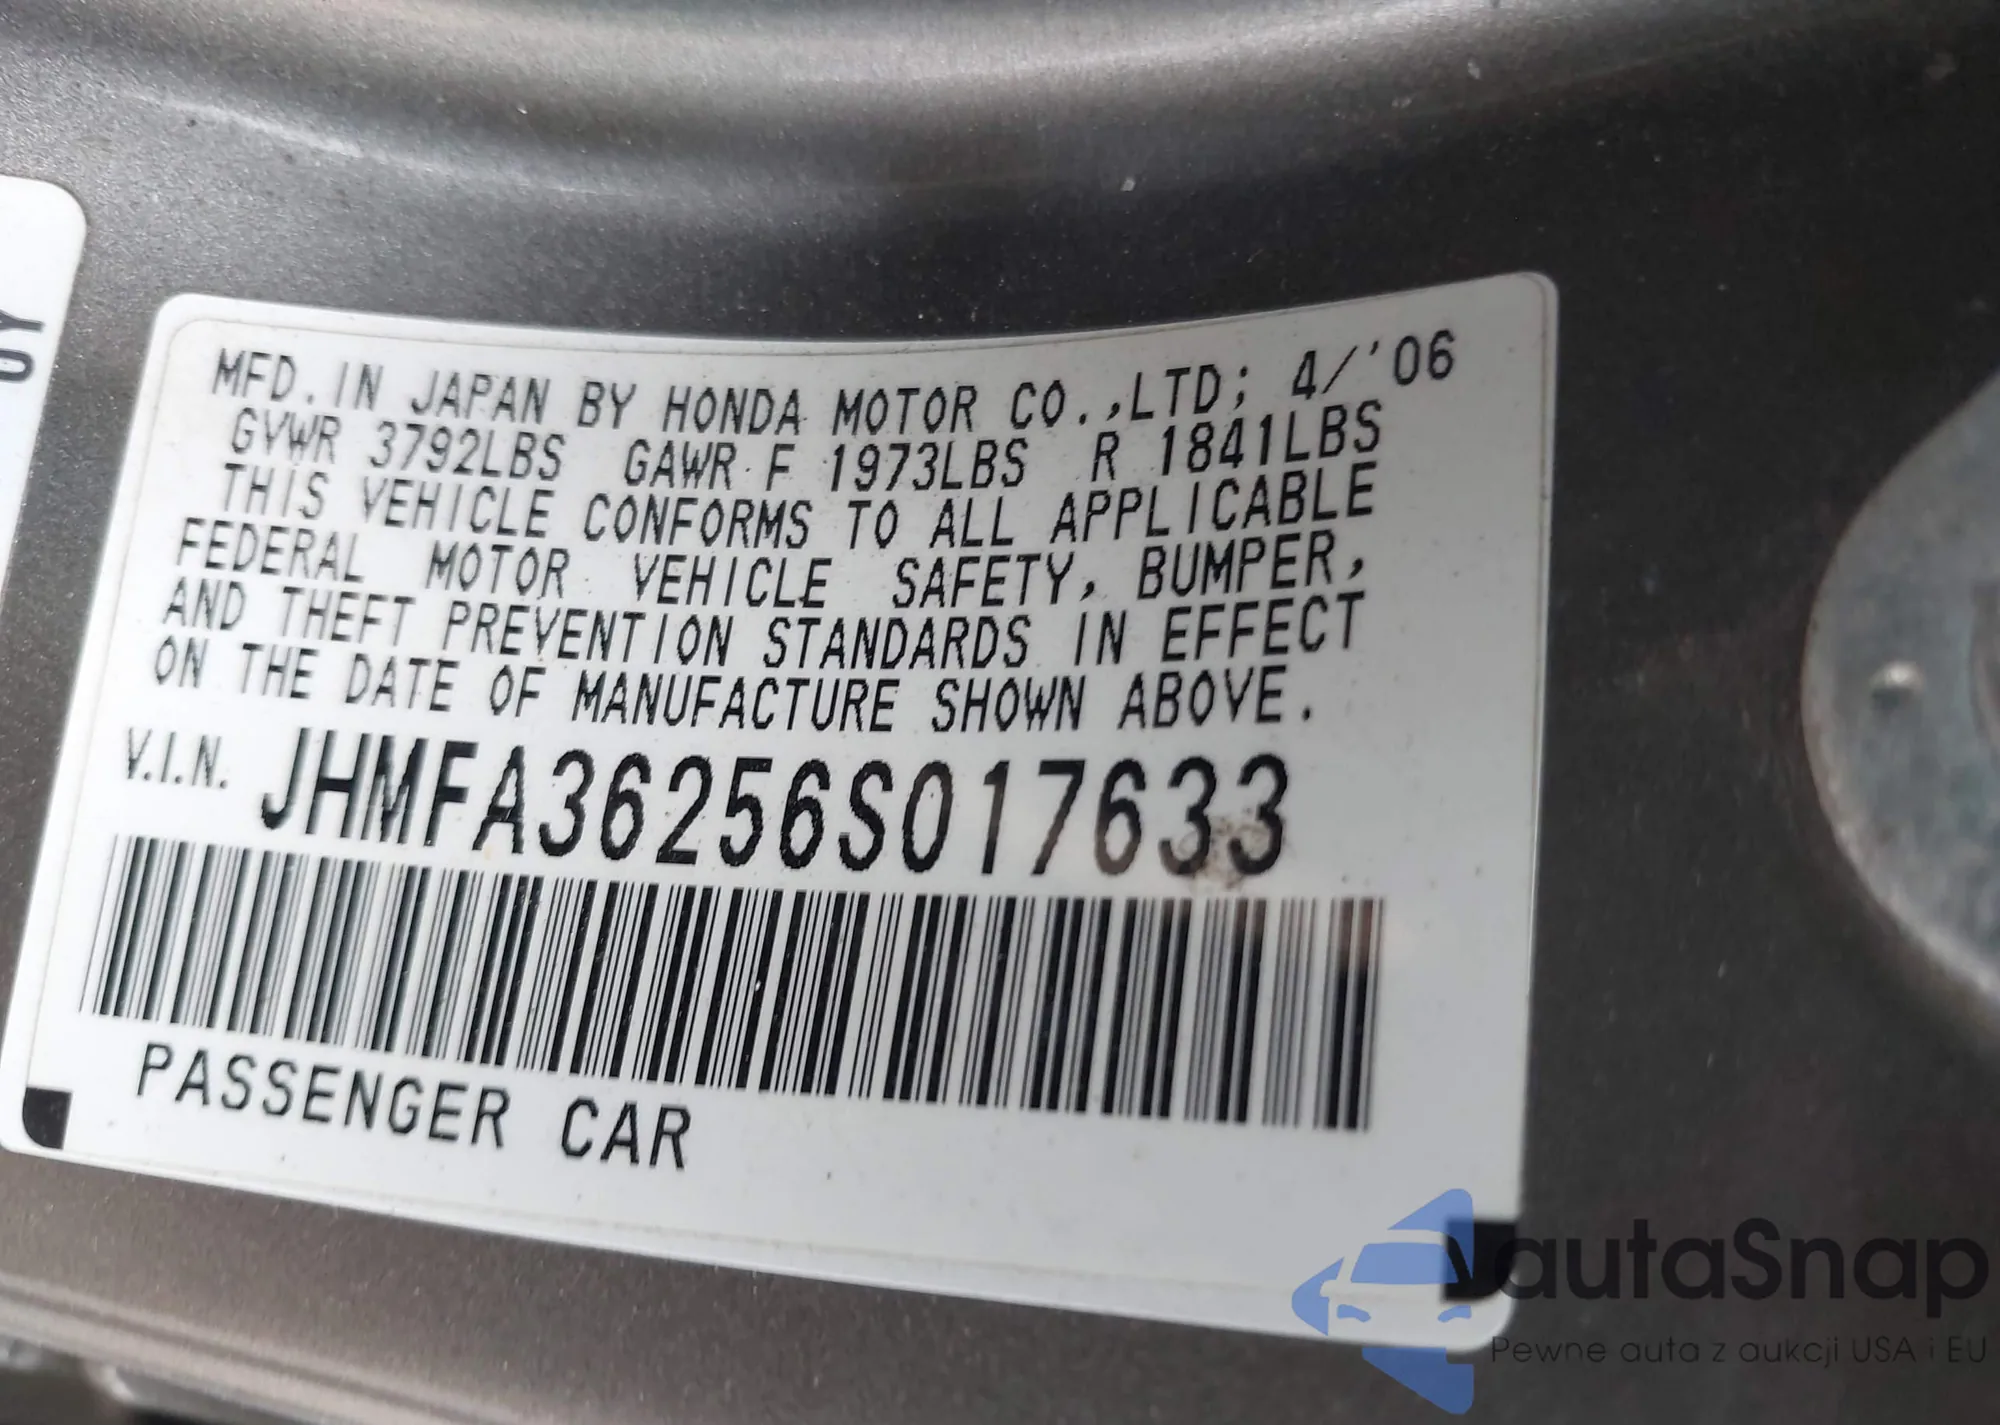 0Y
MFD. IN JAPAN BY HONDA MOTOR CO.,LTD; 4/'06
GVWR 3792LBS GAWR F 1973LBS R 1841LBS
THIS VEHICLE CONFORMS TO ALL APPLICABLE
FEDERAL MOTOR VEHICLE SAFETY, BUMPER,
AND THEFT PREVENTION STANDARDS IN EFFECT
ON THE DATE OF MANUFACTURE SHOWN ABOVE.
V.I.N. JHMFA36256S017633
PASSENGER CAR
autaSnap
Pewne auta z aukcji USA i EU